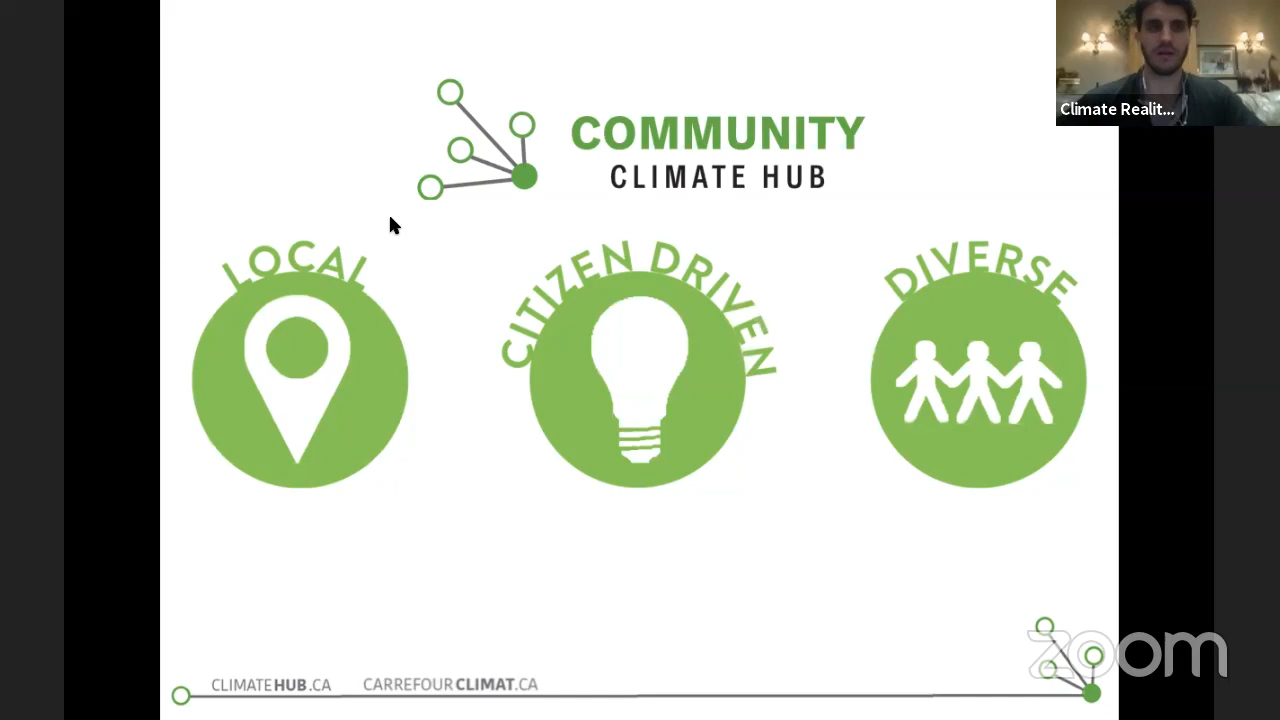 Climate Realit...
COMMUNITY
CLIMATE HUB
LOCAL
CITIZEN DRIVEN
DIVERSE
CLIMATEHUB.CA
CARREFOURCLIMAT.CA
zoom